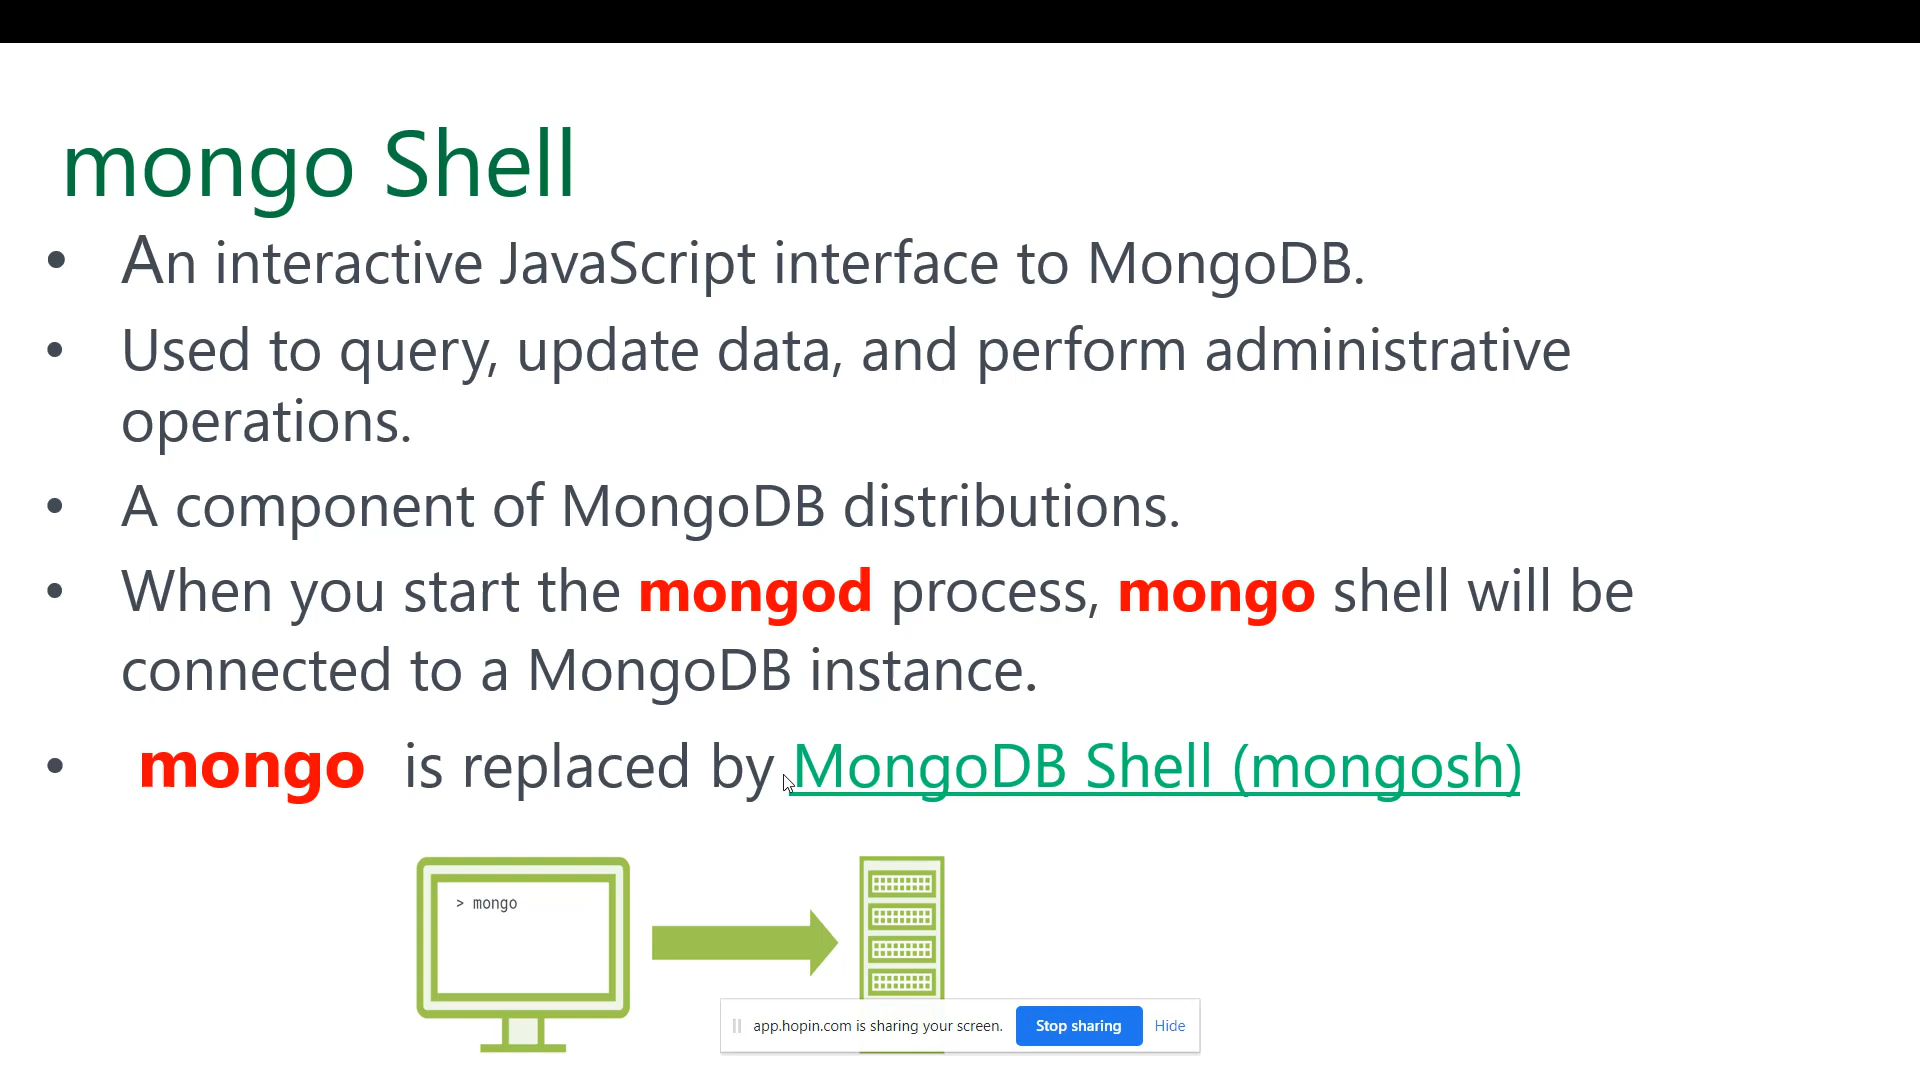 mongo Shell
• An interactive JavaScript interface to MongoDB.
• Used to query, update data, and perform administrative
operations.
• A component of MongoDB distributions.
• When you start the mongod process, mongo shell will be
connected to a MongoDB instance.
• mongo is replaced by MongoDB Shell (mongosh)
> mongo
app.hopin.com is sharing your screen. Stop sharing Hide